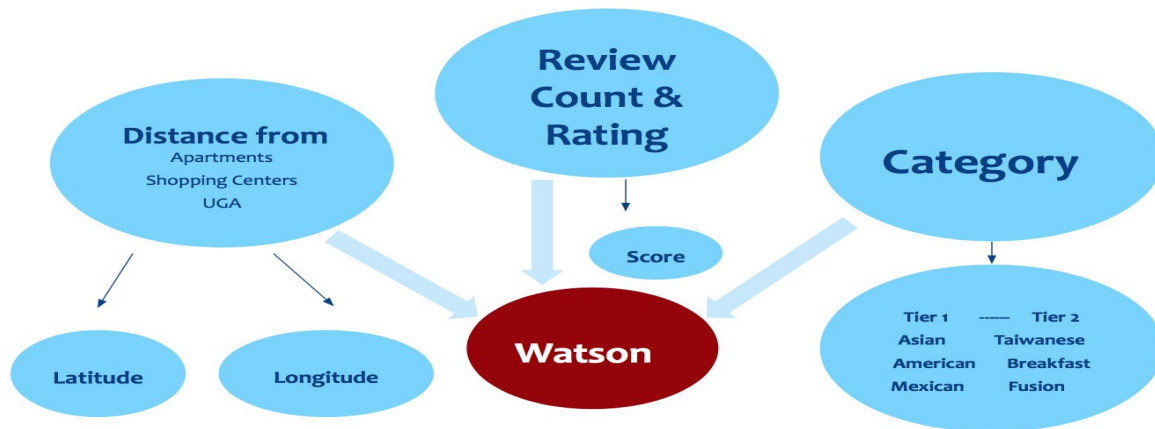 Distance from
Apartments
Shopping Centers
UGA
Review
Count &
Rating
Category
Score
Latitude
Longitude
Watson
Tier 1 ------ Tier 2
Asian Taiwanese
American Breakfast
Mexican Fusion